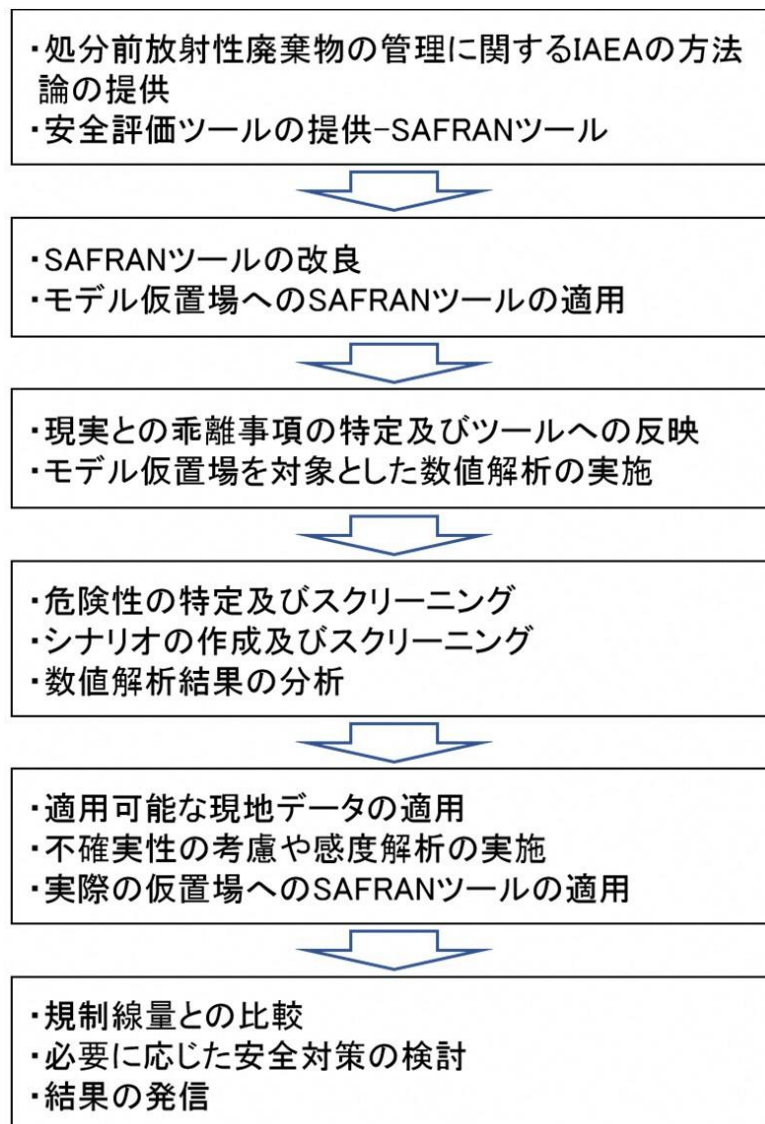 ・処分前放射性廃棄物の管理に関するIAEAの方法
論の提供
・安全評価ツールの提供-SAFRANツール
・SAFRANツールの改良
・モデル仮置場へのSAFRANツールの適用
・現実との乖離事項の特定及びツールへの反映
・モデル仮置場を対象とした数値解析の実施
・危険性の特定及びスクリーニング
・シナリオの作成及びスクリーニング
・数値解析結果の分析
・適用可能な現地データの適用
・不確実性の考慮や感度解析の実施
・実際の仮置場へのSAFRANツールの適用
・規制線量との比較
・必要に応じた安全対策の検討
・結果の発信